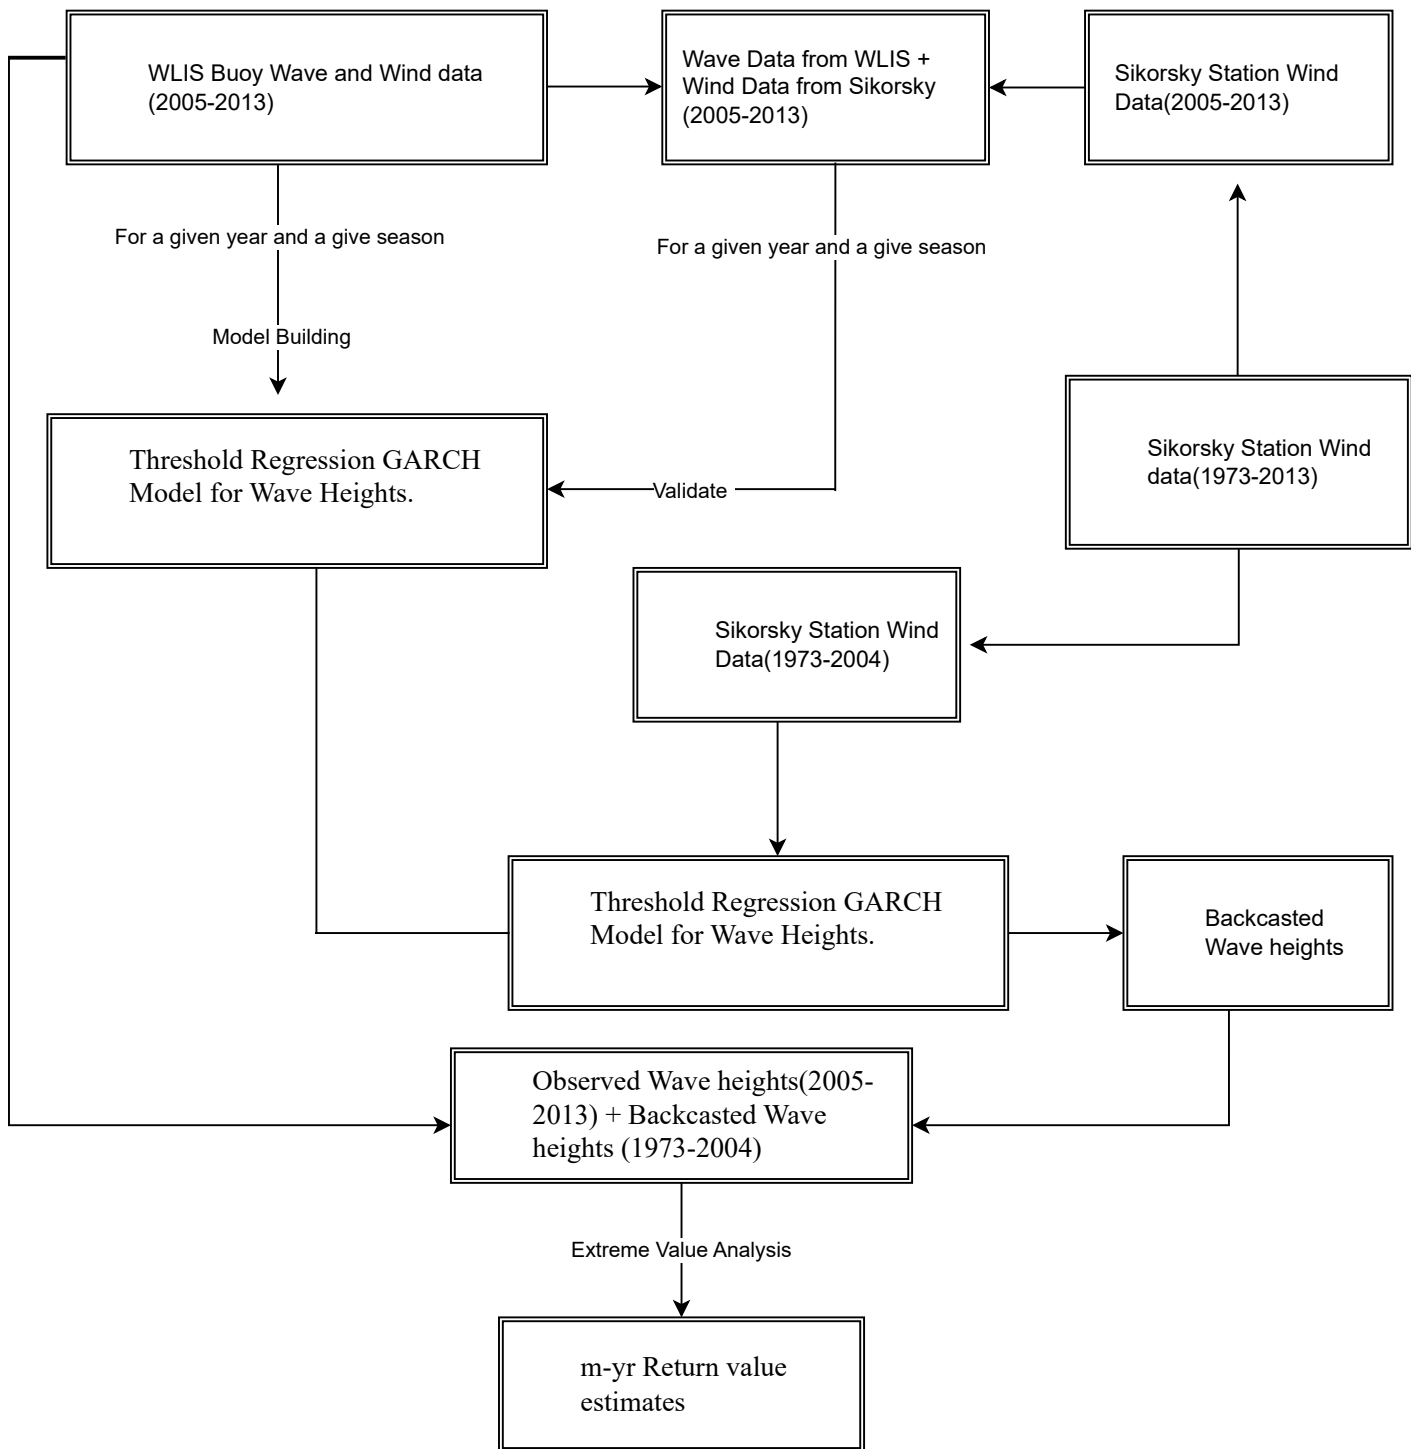 WLIS Buoy Wave and Wind data
(2005-2013)
Wave Data from WLIS +
Wind Data from Sikorsky
(2005-2013)
Sikorsky Station Wind
Data(2005-2013)
For a given year and a give season
For a given year and a give season
Model Building
Threshold Regression GARCH
Model for Wave Heights.
Validate
Sikorsky Station Wind
data(1973-2013)
Sikorsky Station Wind
Data(1973-2004)
Threshold Regression GARCH
Model for Wave Heights.
Backcasted
Wave heights
Observed Wave heights(2005-
2013) + Backcasted Wave
heights (1973-2004)
Extreme Value Analysis
m-yr Return value
estimates